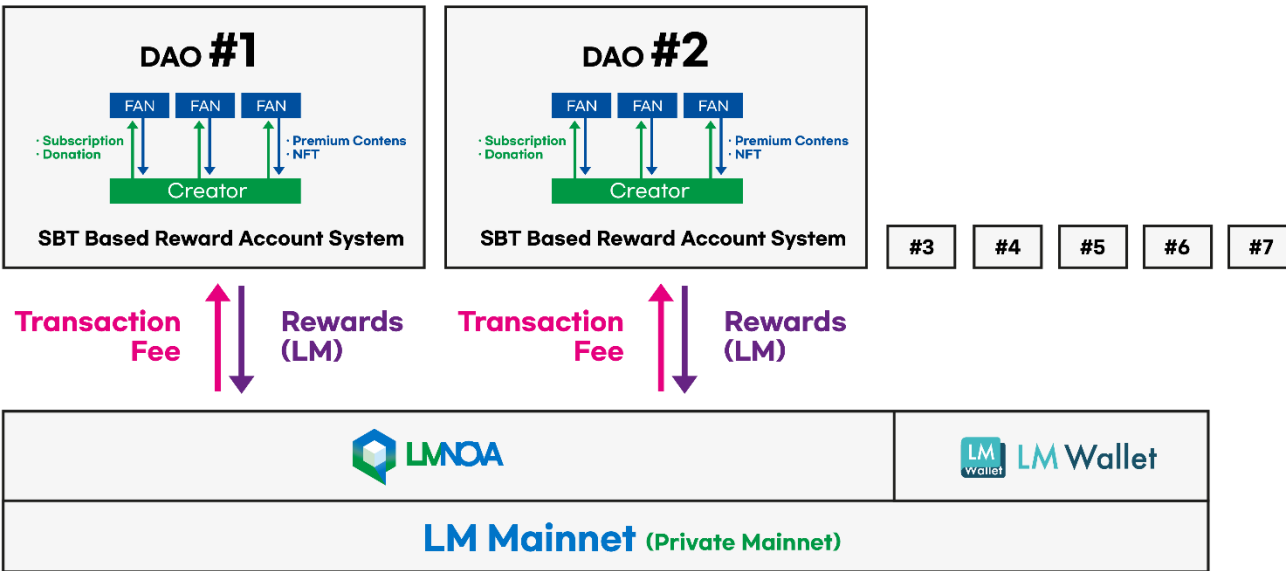 DAO #1
FAN FAN FAN
· Subscription
· Donation
· Premium Contens
· NFT
Creator
SBT Based Reward Account System
DAO #2
FAN FAN FAN
· Subscription
· Donation
· Premium Contens
· NFT
Creator
SBT Based Reward Account System
#3 #4 #5 #6 #7
Transaction
Fee
Rewards
(LM)
Transaction
Fee
Rewards
(LM)
LMNOVA
LM
Wallet
LM Wallet
LM Mainnet (Private Mainnet)